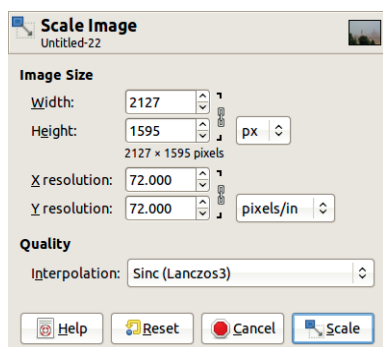 Scale Image
Untitled-22
Image Size
Width: 2127
Height: 1595 px
2127 × 1595 pixels
X resolution: 72.000
Y resolution: 72.000 pixels/in
Quality
Interpolation: Sinc (Lanczos3)
Help Reset Cancel Scale